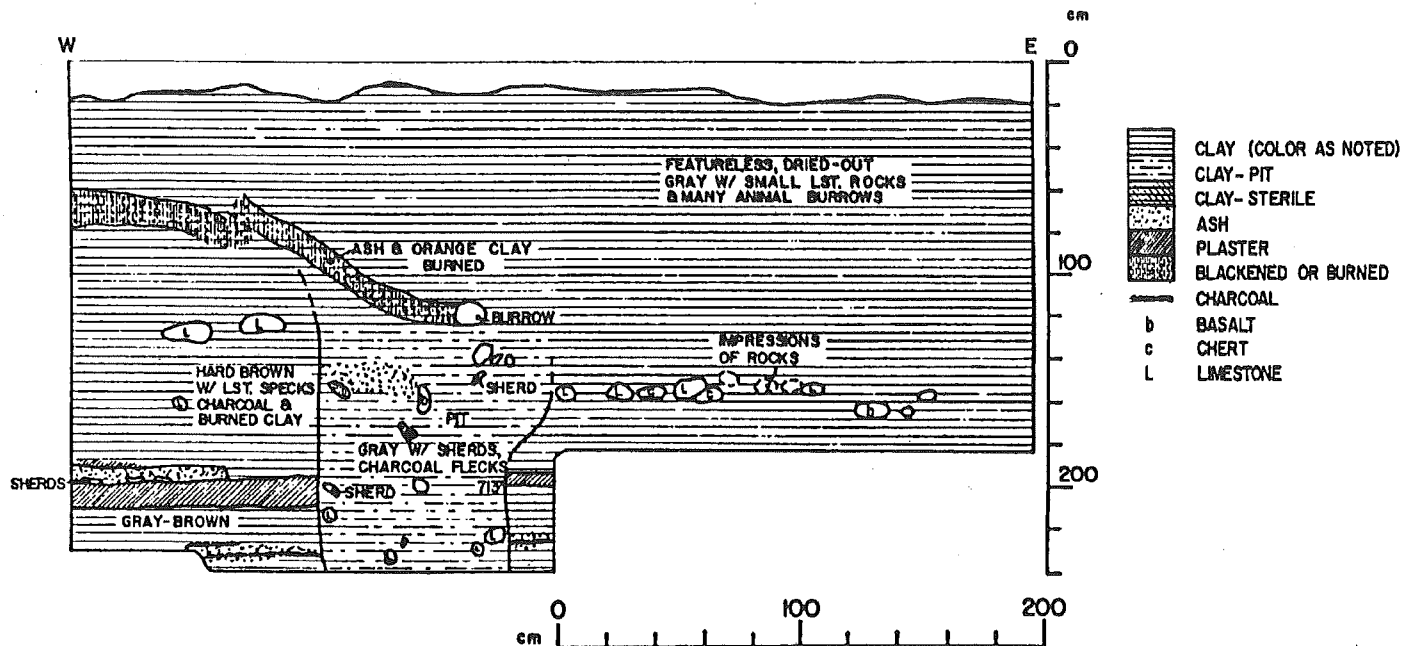 cm
W
E
0
FEATURELESS, DRIED-OUT
GRAY W/ SMALL LST. ROCKS
& MANY ANIMAL BURROWS
ASH & ORANGE CLAY
BURNED
100
BURROW
IMPRESSIONS
OF ROCKS
720
HARD BROWN
W/ LST. SPECKS
CHARCOAL &
BURNED CLAY
SHERD
PIT
GRAY W/ SHERDS,
CHARCOAL FLECKS
SHERDS
SHERD
713
200
GRAY-BROWN
0
100
200
cm
CLAY (COLOR AS NOTED)
CLAY-PIT
CLAY-STERILE
ASH
PLASTER
BLACKENED OR BURNED
CHARCOAL
b BASALT
c CHERT
L LIMESTONE